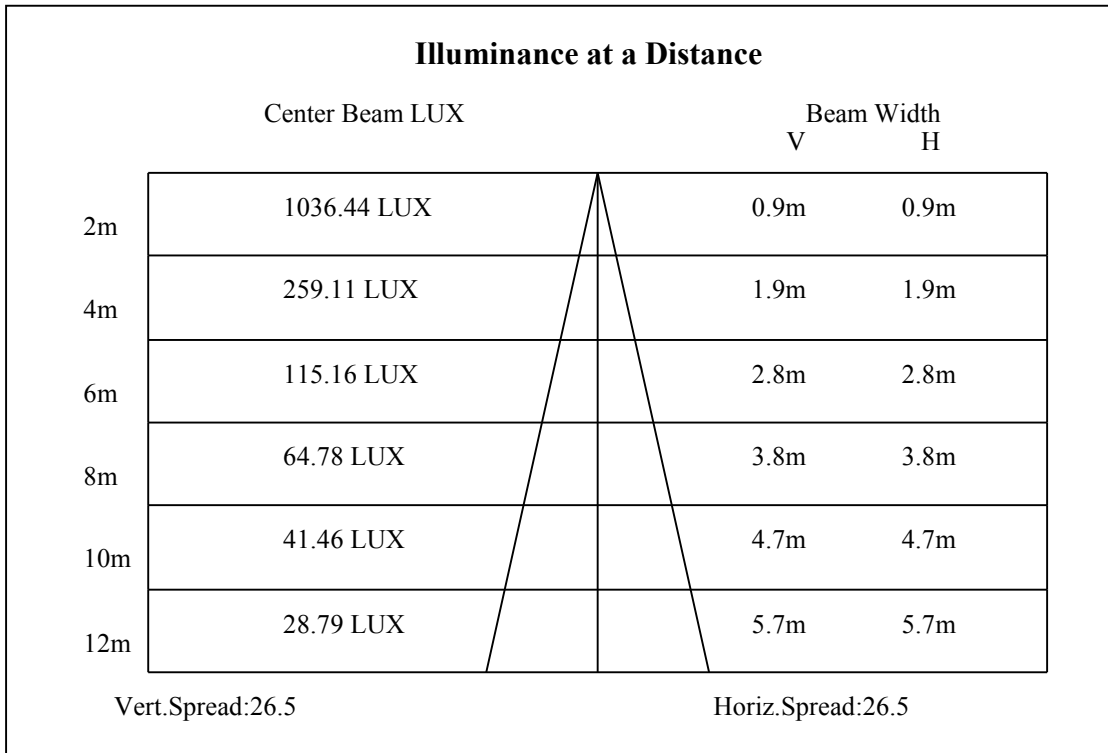 Illuminance at a Distance
Center Beam LUX Beam Width
V H
2m 1036.44 LUX 0.9m 0.9m
4m 259.11 LUX 1.9m 1.9m
6m 115.16 LUX 2.8m 2.8m
8m 64.78 LUX 3.8m 3.8m
10m 41.46 LUX 4.7m 4.7m
12m 28.79 LUX 5.7m 5.7m
Vert.Spread:26.5 Horiz.Spread:26.5